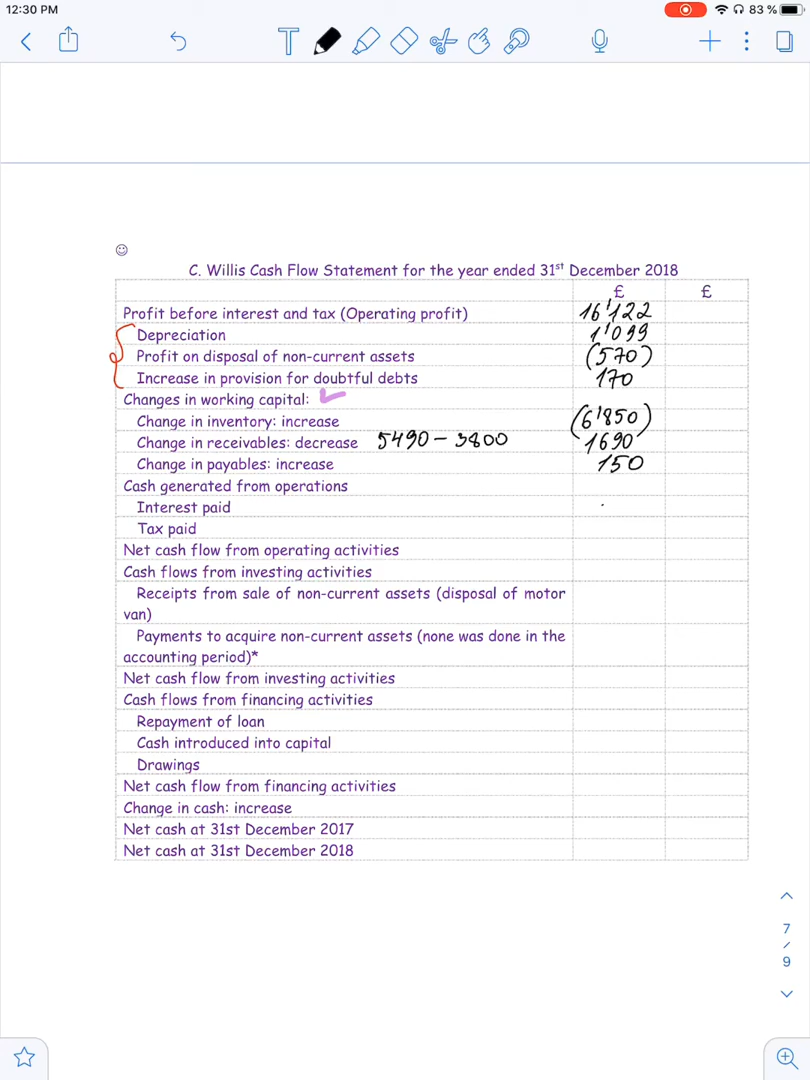 12:30 PM 83 %
T
☺
C. Willis Cash Flow Statement for the year ended 31st December 2018
£ £
Profit before interest and tax (Operating profit) 16'122
Depreciation 1'099
Profit on disposal of non-current assets (570)
Increase in provision for doubtful debts 170
Changes in working capital:
Change in inventory: increase (6'850)
Change in receivables: decrease 5490 - 3800 1690
Change in payables: increase 150
Cash generated from operations
Interest paid
Tax paid
Net cash flow from operating activities
Cash flows from investing activities
Receipts from sale of non-current assets (disposal of motor
van)
Payments to acquire non-current assets (none was done in the
accounting period)*
Net cash flow from investing activities
Cash flows from financing activities
Repayment of loan
Cash introduced into capital
Drawings
Net cash flow from financing activities
Change in cash: increase
Net cash at 31st December 2017
Net cash at 31st December 2018
7
/
9